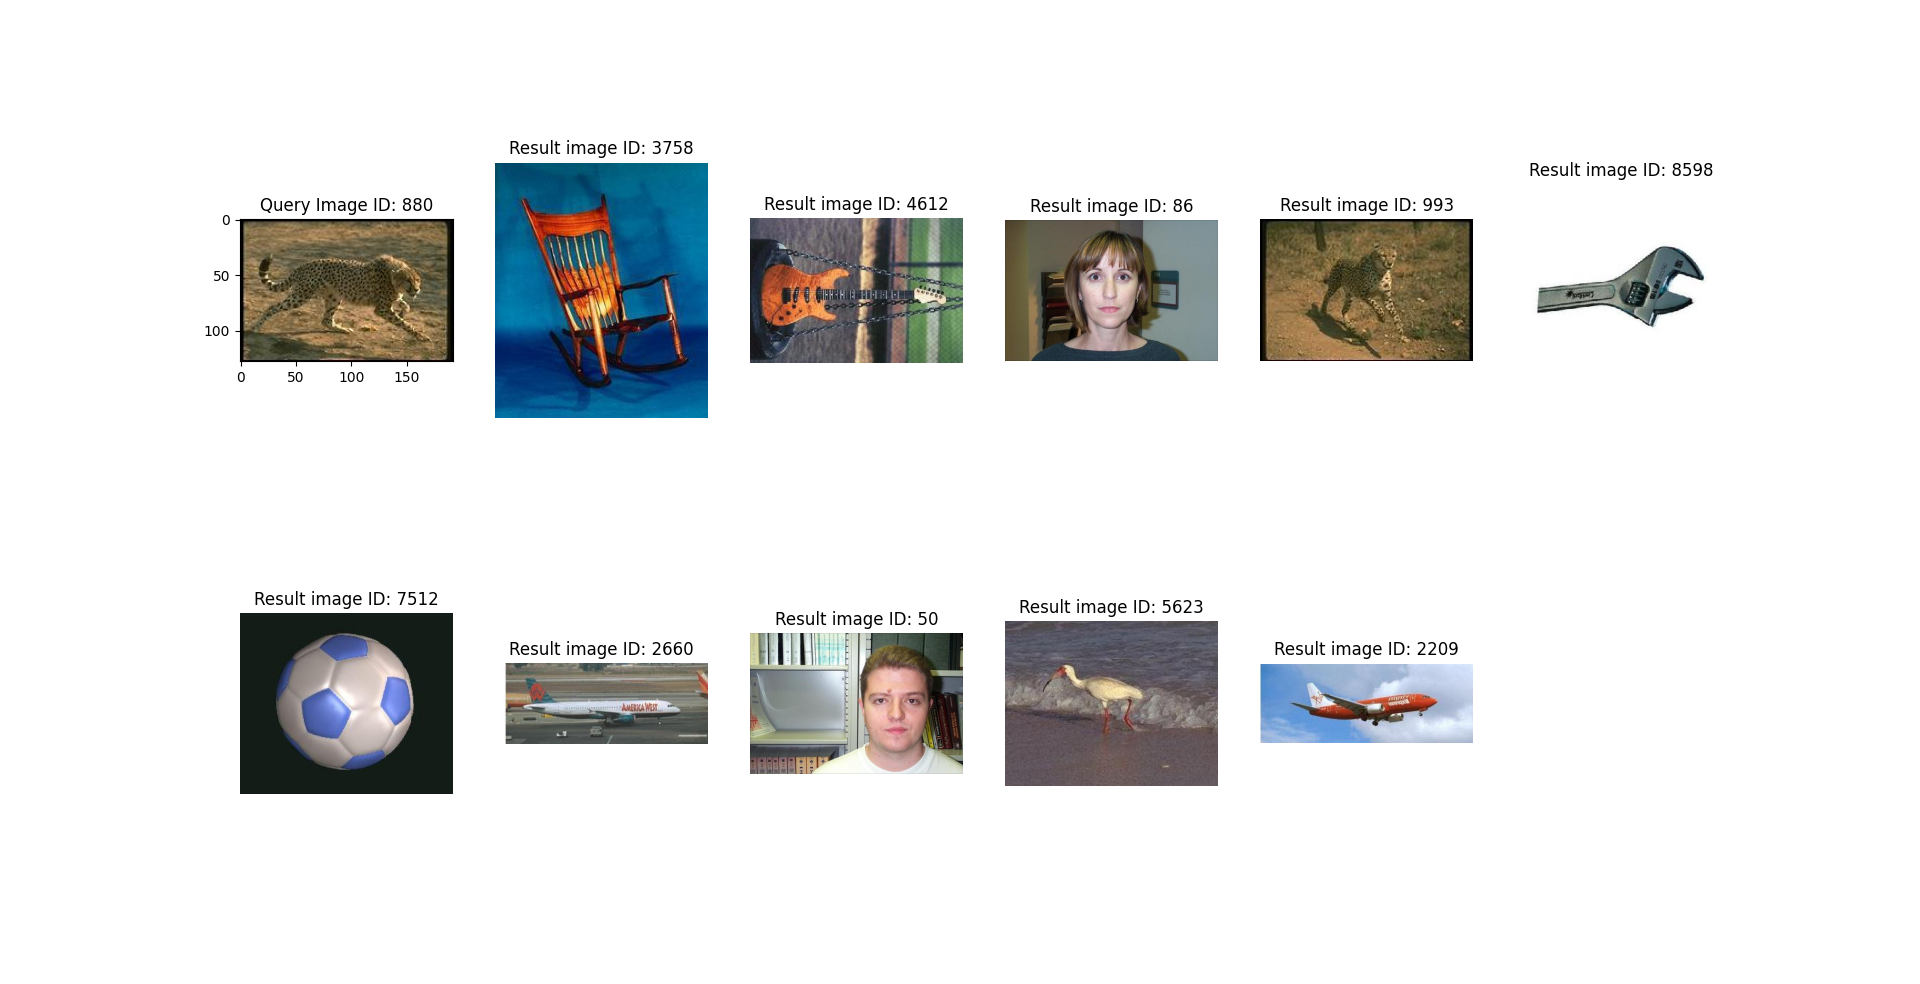 Result image ID: 3758
Result image ID: 8598
Query Image ID: 880
Result image ID: 4612
Result image ID: 86
Result image ID: 993
0
50
100
0
50
100
150
Result image ID: 7512
Result image ID: 2660
Result image ID: 50
Result image ID: 5623
Result image ID: 2209
AMERICA WEST